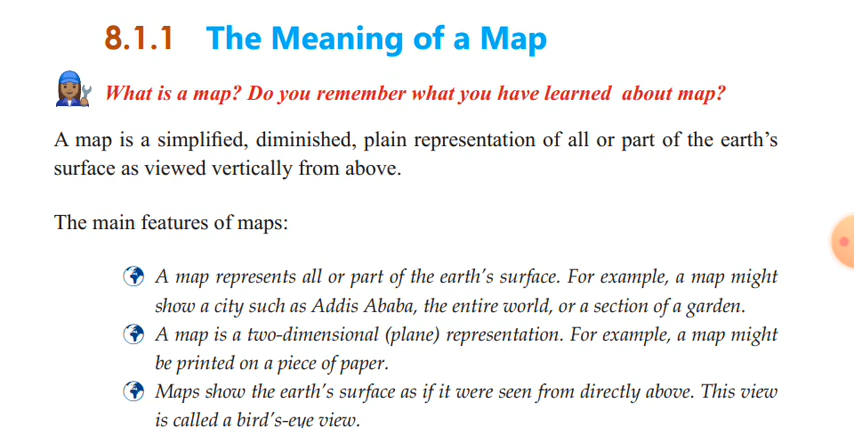 8.1.1 The Meaning of a Map
What is a map? Do you remember what you have learned about map?
A map is a simplified, diminished, plain representation of all or part of the earth's
surface as viewed vertically from above.
The main features of maps:
A map represents all or part of the earth's surface. For example, a map might
show a city such as Addis Ababa, the entire world, or a section of a garden.
A map is a two-dimensional (plane) representation. For example, a map might
be printed on a piece of paper.
Maps show the earth's surface as if it were seen from directly above. This view
is called a bird's-eye view.